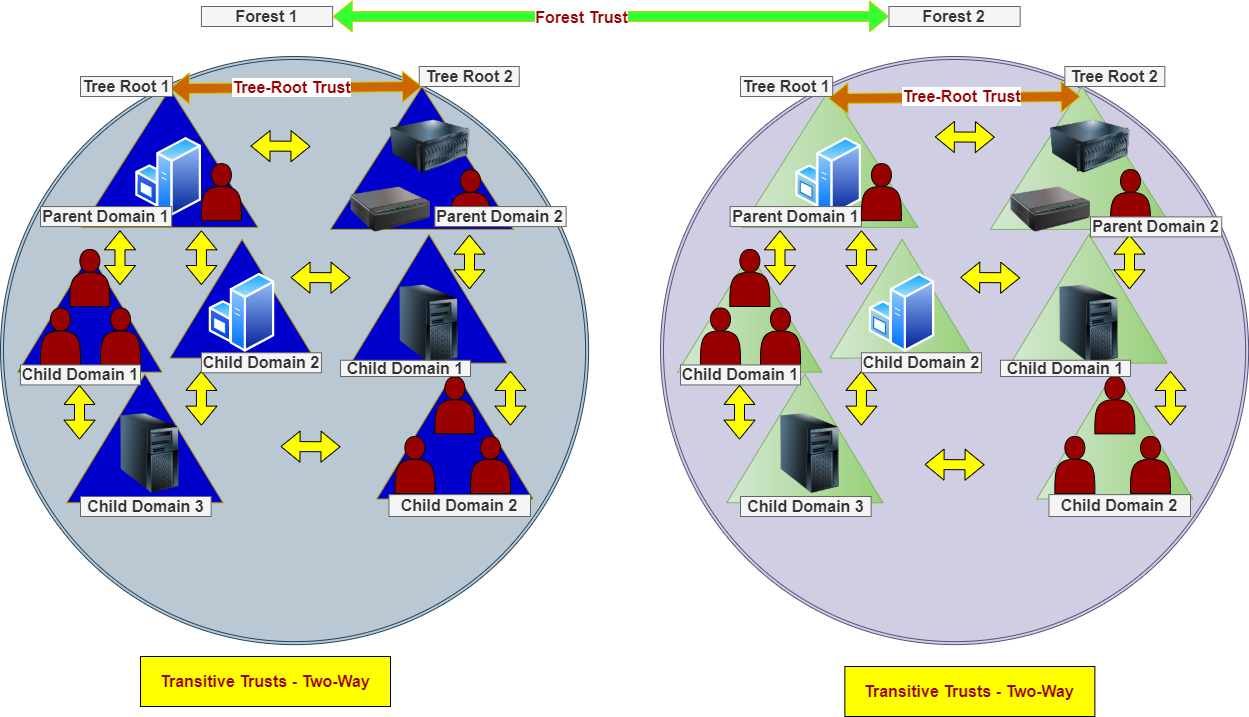 Forest 1
Forest Trust
Forest 2
Tree Root 1
Tree-Root Trust
Tree Root 2
Parent Domain 1
Parent Domain 2
Child Domain 1
Child Domain 2
Child Domain 1
Child Domain 3
Child Domain 2
Transitive Trusts - Two-Way
Tree Root 1
Tree-Root Trust
Tree Root 2
Parent Domain 1
Parent Domain 2
Child Domain 1
Child Domain 2
Child Domain 1
Child Domain 3
Child Domain 2
Transitive Trusts - Two-Way